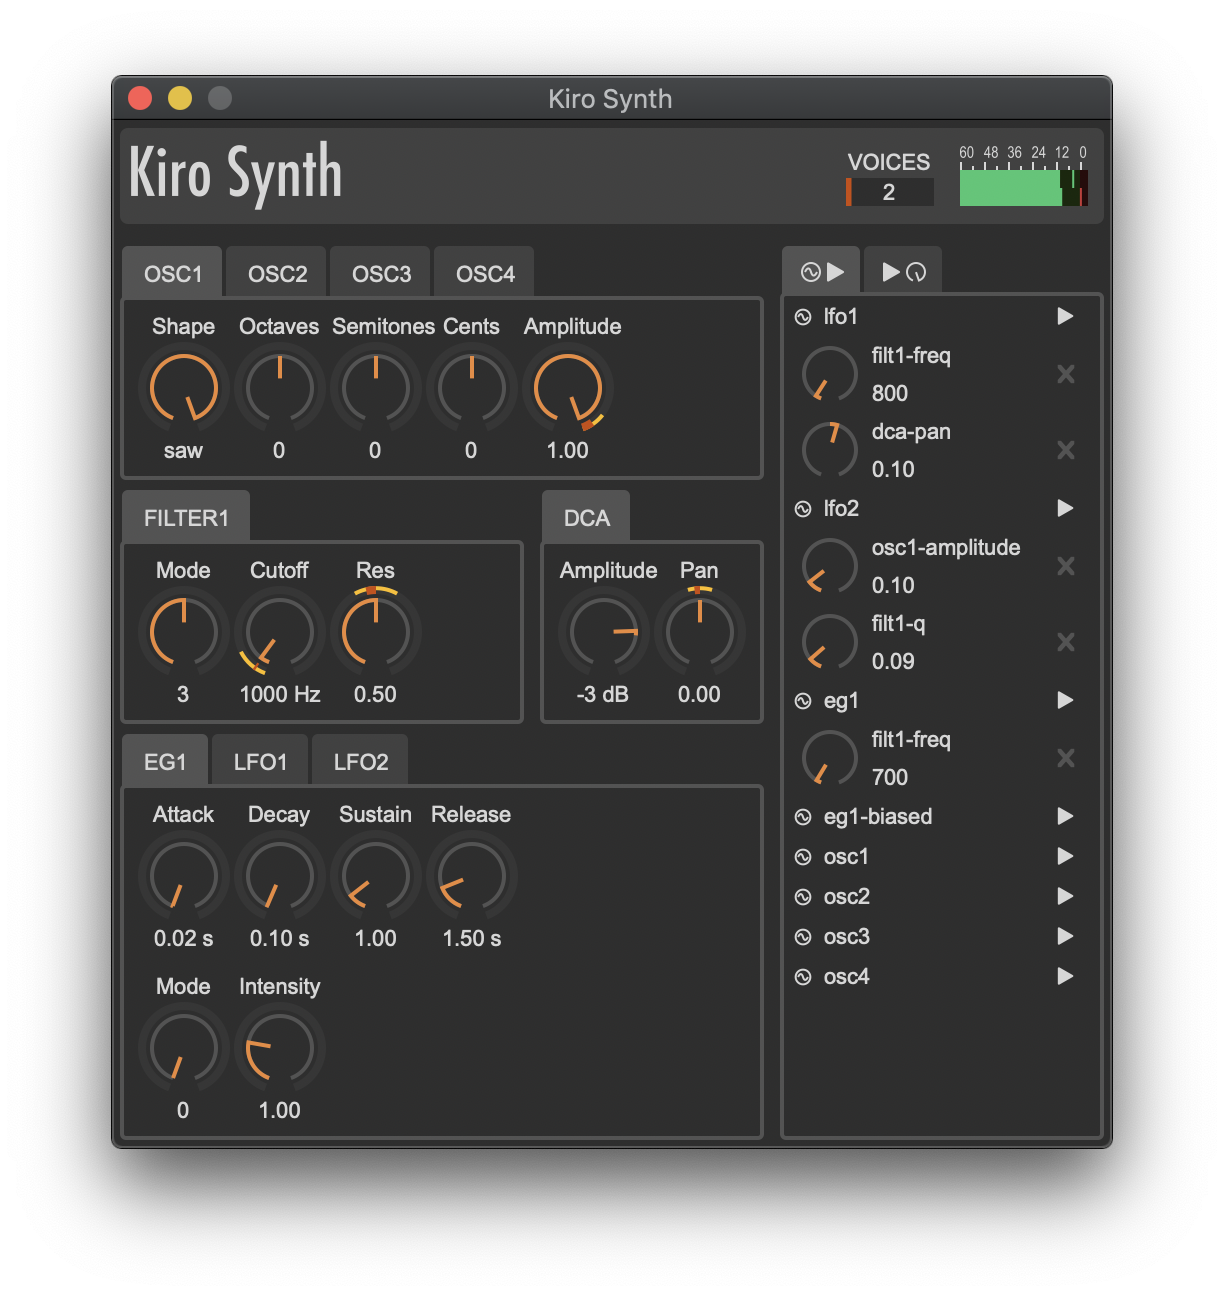 Kiro Synth
Kiro Synth
VOICES
2
60 48 36 24 12 0
OSC1 OSC2 OSC3 OSC4
Shape Octaves Semitones Cents Amplitude
saw 0 0 0 1.00
FILTER1
Mode Cutoff Res
3 1000 Hz 0.50
DCA
Amplitude Pan
-3 dB 0.00
EG1 LFO1 LFO2
Attack Decay Sustain Release
0.02 s 0.10 s 1.00 1.50 s
Mode Intensity
0 1.00
lfo1
filt1-freq
800
dca-pan
0.10
lfo2
osc1-amplitude
0.10
filt1-q
0.09
eg1
filt1-freq
700
eg1-biased
osc1
osc2
osc3
osc4